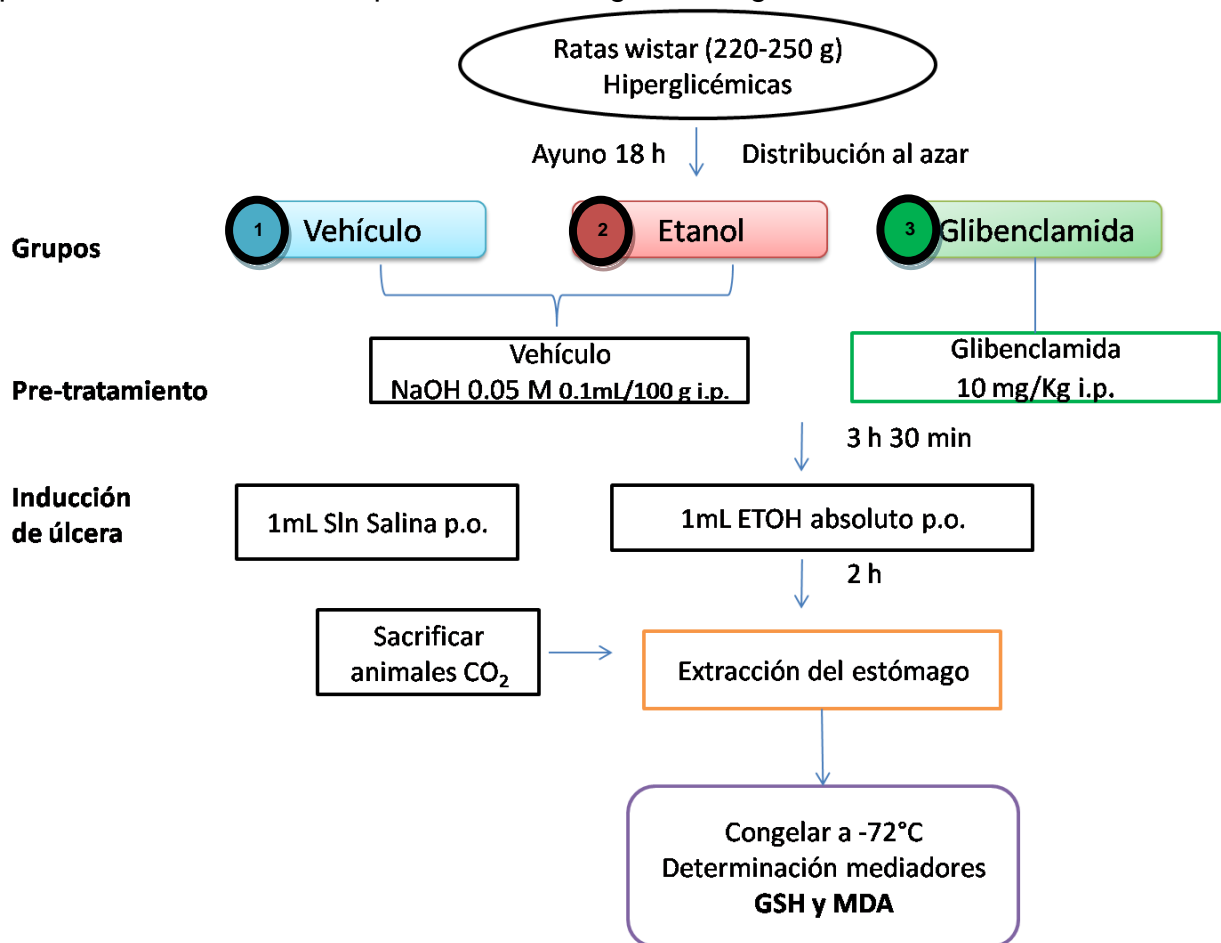 Ratas wistar (220-250 g)
Hiperglicémicas
Ayuno 18 h
Distribución al azar
Grupos
1
Vehículo
2
Etanol
3
Glibenclamida
Pre-tratamiento
Vehículo
NaOH 0.05 M 0.1mL/100 g i.p.
Glibenclamida
10 mg/Kg i.p.
3 h 30 min
Inducción
de úlcera
1mL Sln Salina p.o.
1mL ETOH absoluto p.o.
2 h
Sacrificar
animales CO₂
Extracción del estómago
Congelar a -72°C
Determinación mediadores
GSH y MDA